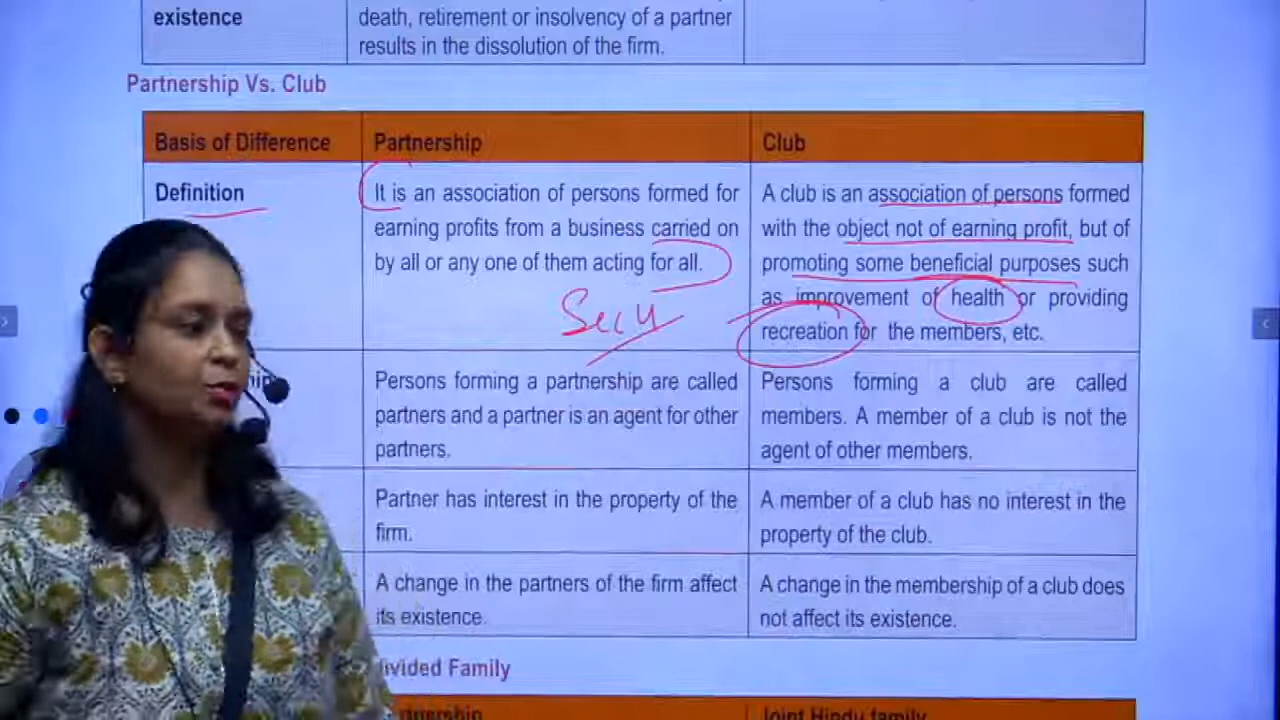 existence
death, retirement or insolvency of a partner
results in the dissolution of the firm.
Partnership Vs. Club
Basis of Difference
Partnership
Club
Definition
It is an association of persons formed for
earning profits from a business carried on
by all or any one of them acting for all.
A club is an association of persons formed
with the object not of earning profit, but of
promoting some beneficial purposes such
as improvement of health or providing
recreation for the members, etc.
Sec 4
Persons forming a partnership are called
partners and a partner is an agent for other
partners.
Persons forming a club are called
members. A member of a club is not the
agent of other members.
Partner has interest in the property of the
firm.
A member of a club has no interest in the
property of the club.
A change in the partners of the firm affect
its existence.
A change in the membership of a club does
not affect its existence.
ivided Family
rtnership
Joint Hindu family